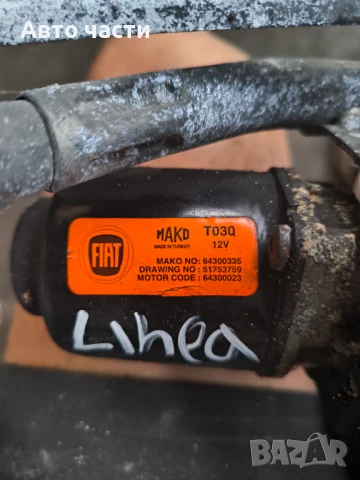 Авто части
FIAT
MAKO T03Q
MADE IN TURKEY 12V
MAKO NO: 64300335
DRAWING NO : 51753759
MOTOR CODE : 64300023
Linea
BAZAR